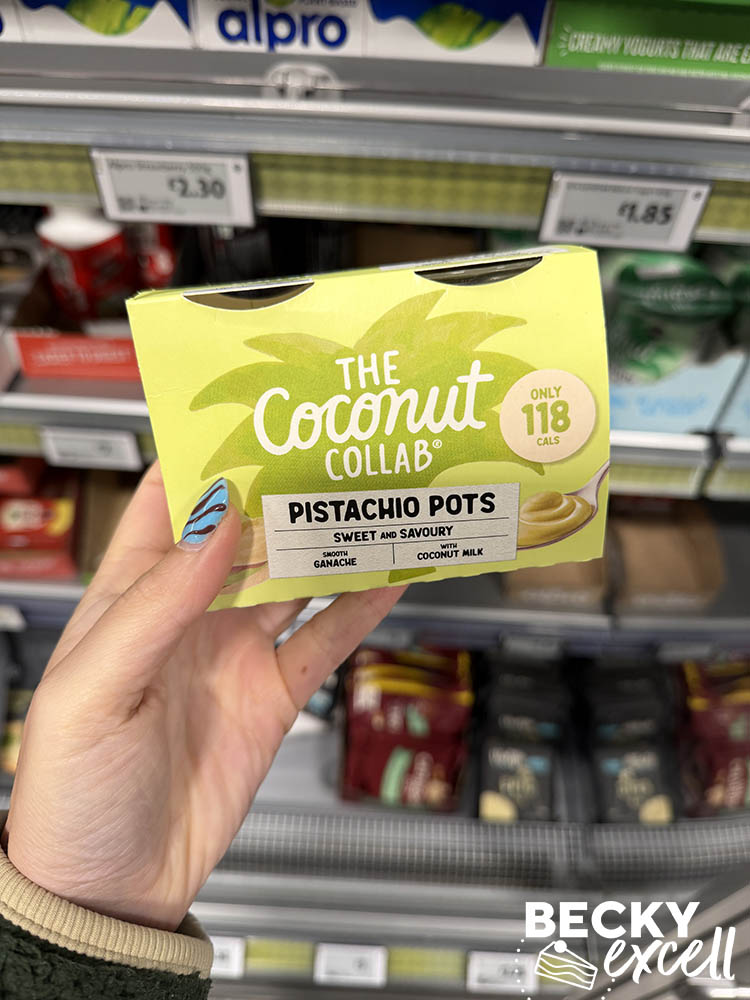 alpro
CREAMY YOGURTS THAT ARE
£2.30
£1.85
THE
Coconut
COLLAB®
ONLY
118
CALS
PISTACHIO POTS
SWEET AND SAVOURY
SMOOTH
GANACHE
WITH
COCONUT MILK
BECKY
excell